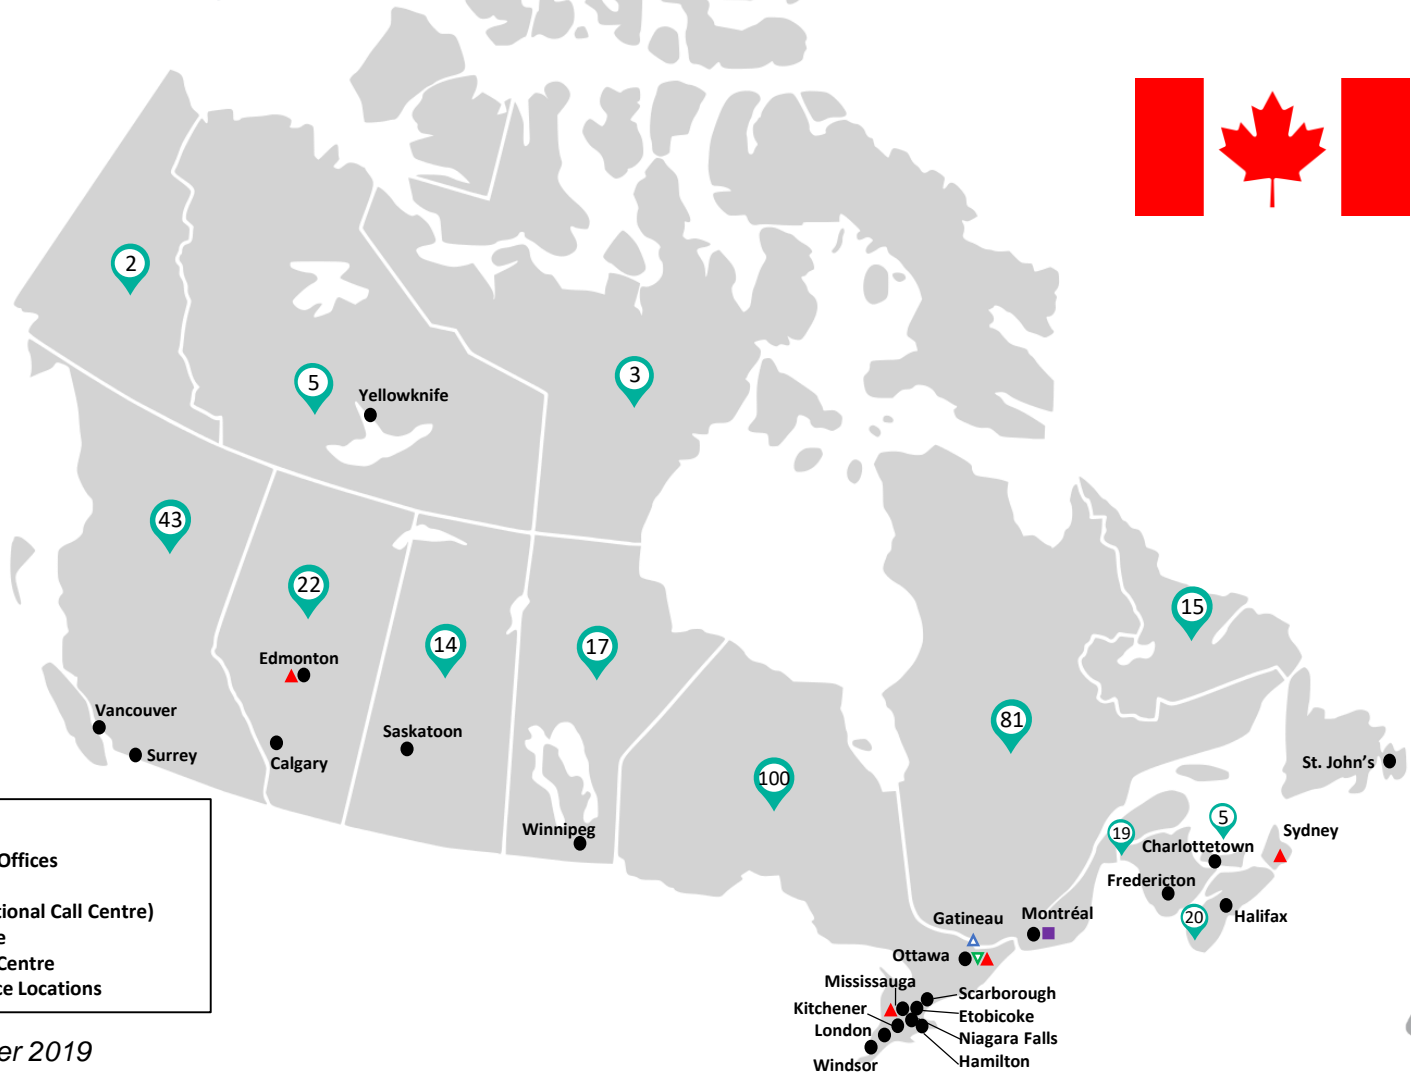 2
5
Yellowknife
3
43
22
Edmonton
14
17
15
Vancouver
Surrey
Calgary
Saskatoon
81
100
Winnipeg
St. John's
19
5
Charlottetown
Sydney
Fredericton
20
Halifax
Gatineau
Montréal
Ottawa
Mississauga
Scarborough
Kitchener
Etobicoke
London
Niagara Falls
Windsor
Hamilton
Offices
tional Call Centre)
e
Centre
ce Locations
er 2019